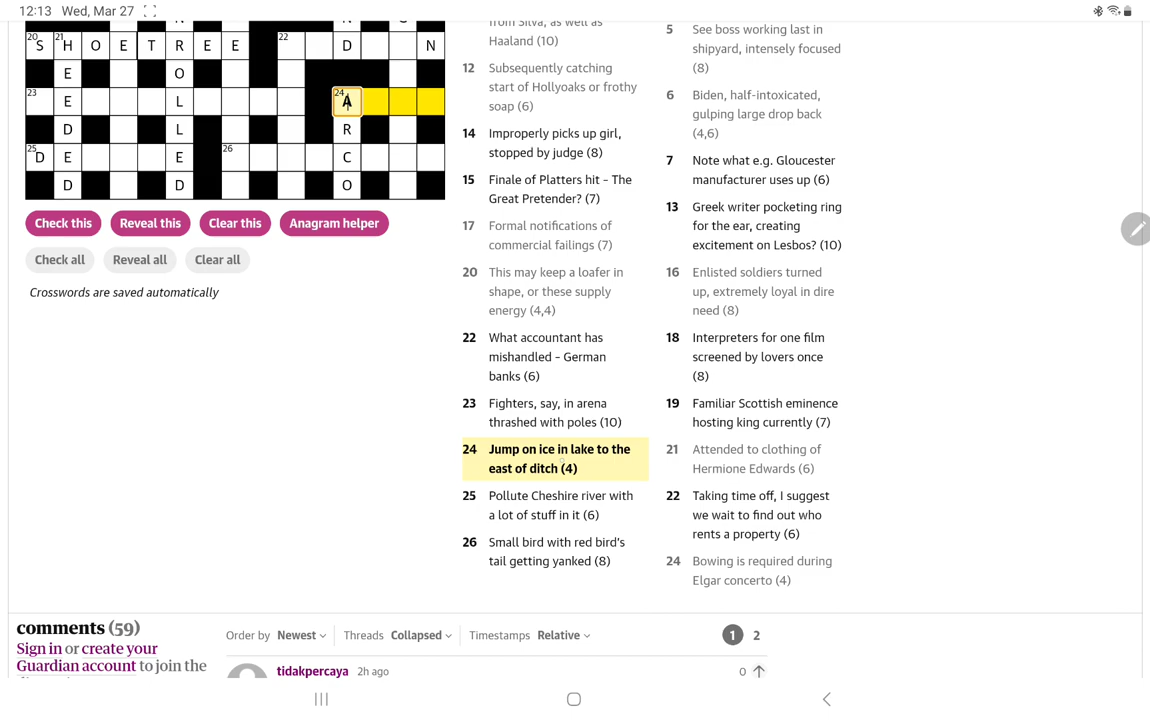 12:13 Wed, Mar 27
20 S 21 H O E T R E E 22 D N
E O
23 E L 24 A
D L R
25 D E E 26 C
D D O
Check this
Reveal this
Clear this
Anagram helper
Check all
Reveal all
Clear all
Crosswords are saved automatically
from Silva, as well as
Haaland (10)
12 Subsequently catching
start of Hollyoaks or frothy
soap (6)
14 Improperly picks up girl,
stopped by judge (8)
15 Finale of Platters hit – The
Great Pretender? (7)
17 Formal notifications of
commercial failings (7)
20 This may keep a loafer in
shape, or these supply
energy (4,4)
22 What accountant has
mishandled – German
banks (6)
23 Fighters, say, in arena
thrashed with poles (10)
24 Jump on ice in lake to the
east of ditch (4)
25 Pollute Cheshire river with
a lot of stuff in it (6)
26 Small bird with red bird's
tail getting yanked (8)
5 See boss working last in
shipyard, intensely focused
(8)
6 Biden, half-intoxicated,
gulping large drop back
(4,6)
7 Note what e.g. Gloucester
manufacturer uses up (6)
13 Greek writer pocketing ring
for the ear, creating
excitement on Lesbos? (10)
16 Enlisted soldiers turned
up, extremely loyal in dire
need (8)
18 Interpreters for one film
screened by lovers once
(8)
19 Familiar Scottish eminence
hosting king currently (7)
21 Attended to clothing of
Hermione Edwards (6)
22 Taking time off, I suggest
we wait to find out who
rents a property (6)
24 Bowing is required during
Elgar concerto (4)
comments (59)
Sign in or create your
Guardian account to join the
Order by Newest
Threads Collapsed
Timestamps Relative
1 2
tidakpercaya 2h ago
0